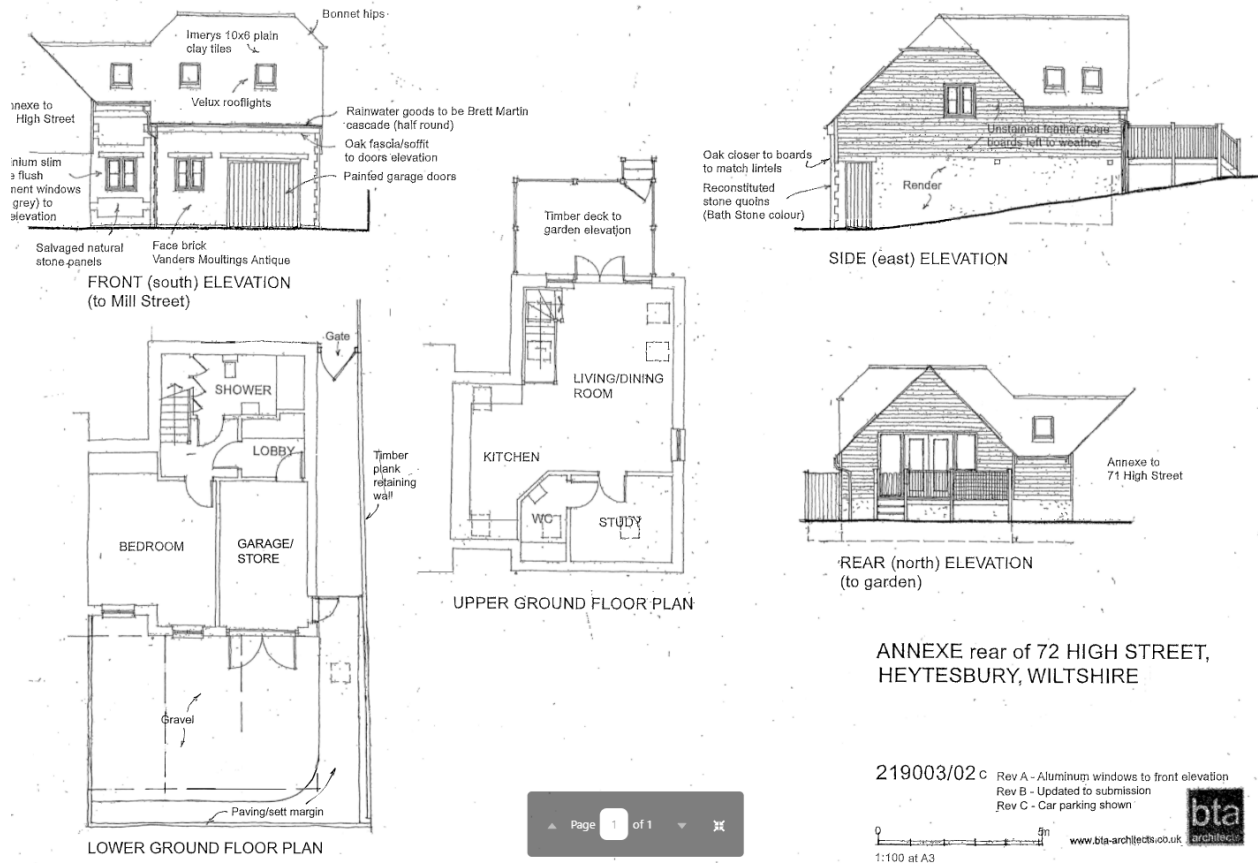 Bonnet hips
Imerys 10x6 plain
clay tiles
Velux rooflights
nnexe to
High Street
Rainwater goods to be Brett Martin
cascade (half round)
Oak fascia/soffit
to doors elevation
Painted garage doors
nium slim
e flush
nent windows
grey) to
elevation
Salvaged natural
stone panels
Face brick
Vanders Moultings Antique
FRONT (south) ELEVATION
(to Mill Street)
Unstained feather edge
boards left to weather
Oak closer to boards
to match lintels
Render
Reconstituted
stone quoins
(Bath Stone colour)
SIDE (east) ELEVATION
Timber deck to
garden elevation
LIVING/DINING
ROOM
KITCHEN
WC
STUDY
UPPER GROUND FLOOR PLAN
Gate
SHOWER
LOBBY
Timber
plank
retaining
wall
BEDROOM
GARAGE/
STORE
Gravel
Paving/sett margin
LOWER GROUND FLOOR PLAN
Annexe to
71 High Street
REAR (north) ELEVATION
(to garden)
ANNEXE rear of 72 HIGH STREET,
HEYTESBURY, WILTSHIRE
219003/02 c
Rev A - Aluminum windows to front elevation
Rev B - Updated to submission
Rev C - Car parking shown
0 5m
1:100 at A3
www.bta-architects.co.uk
bta
architects
Page 1 of 1